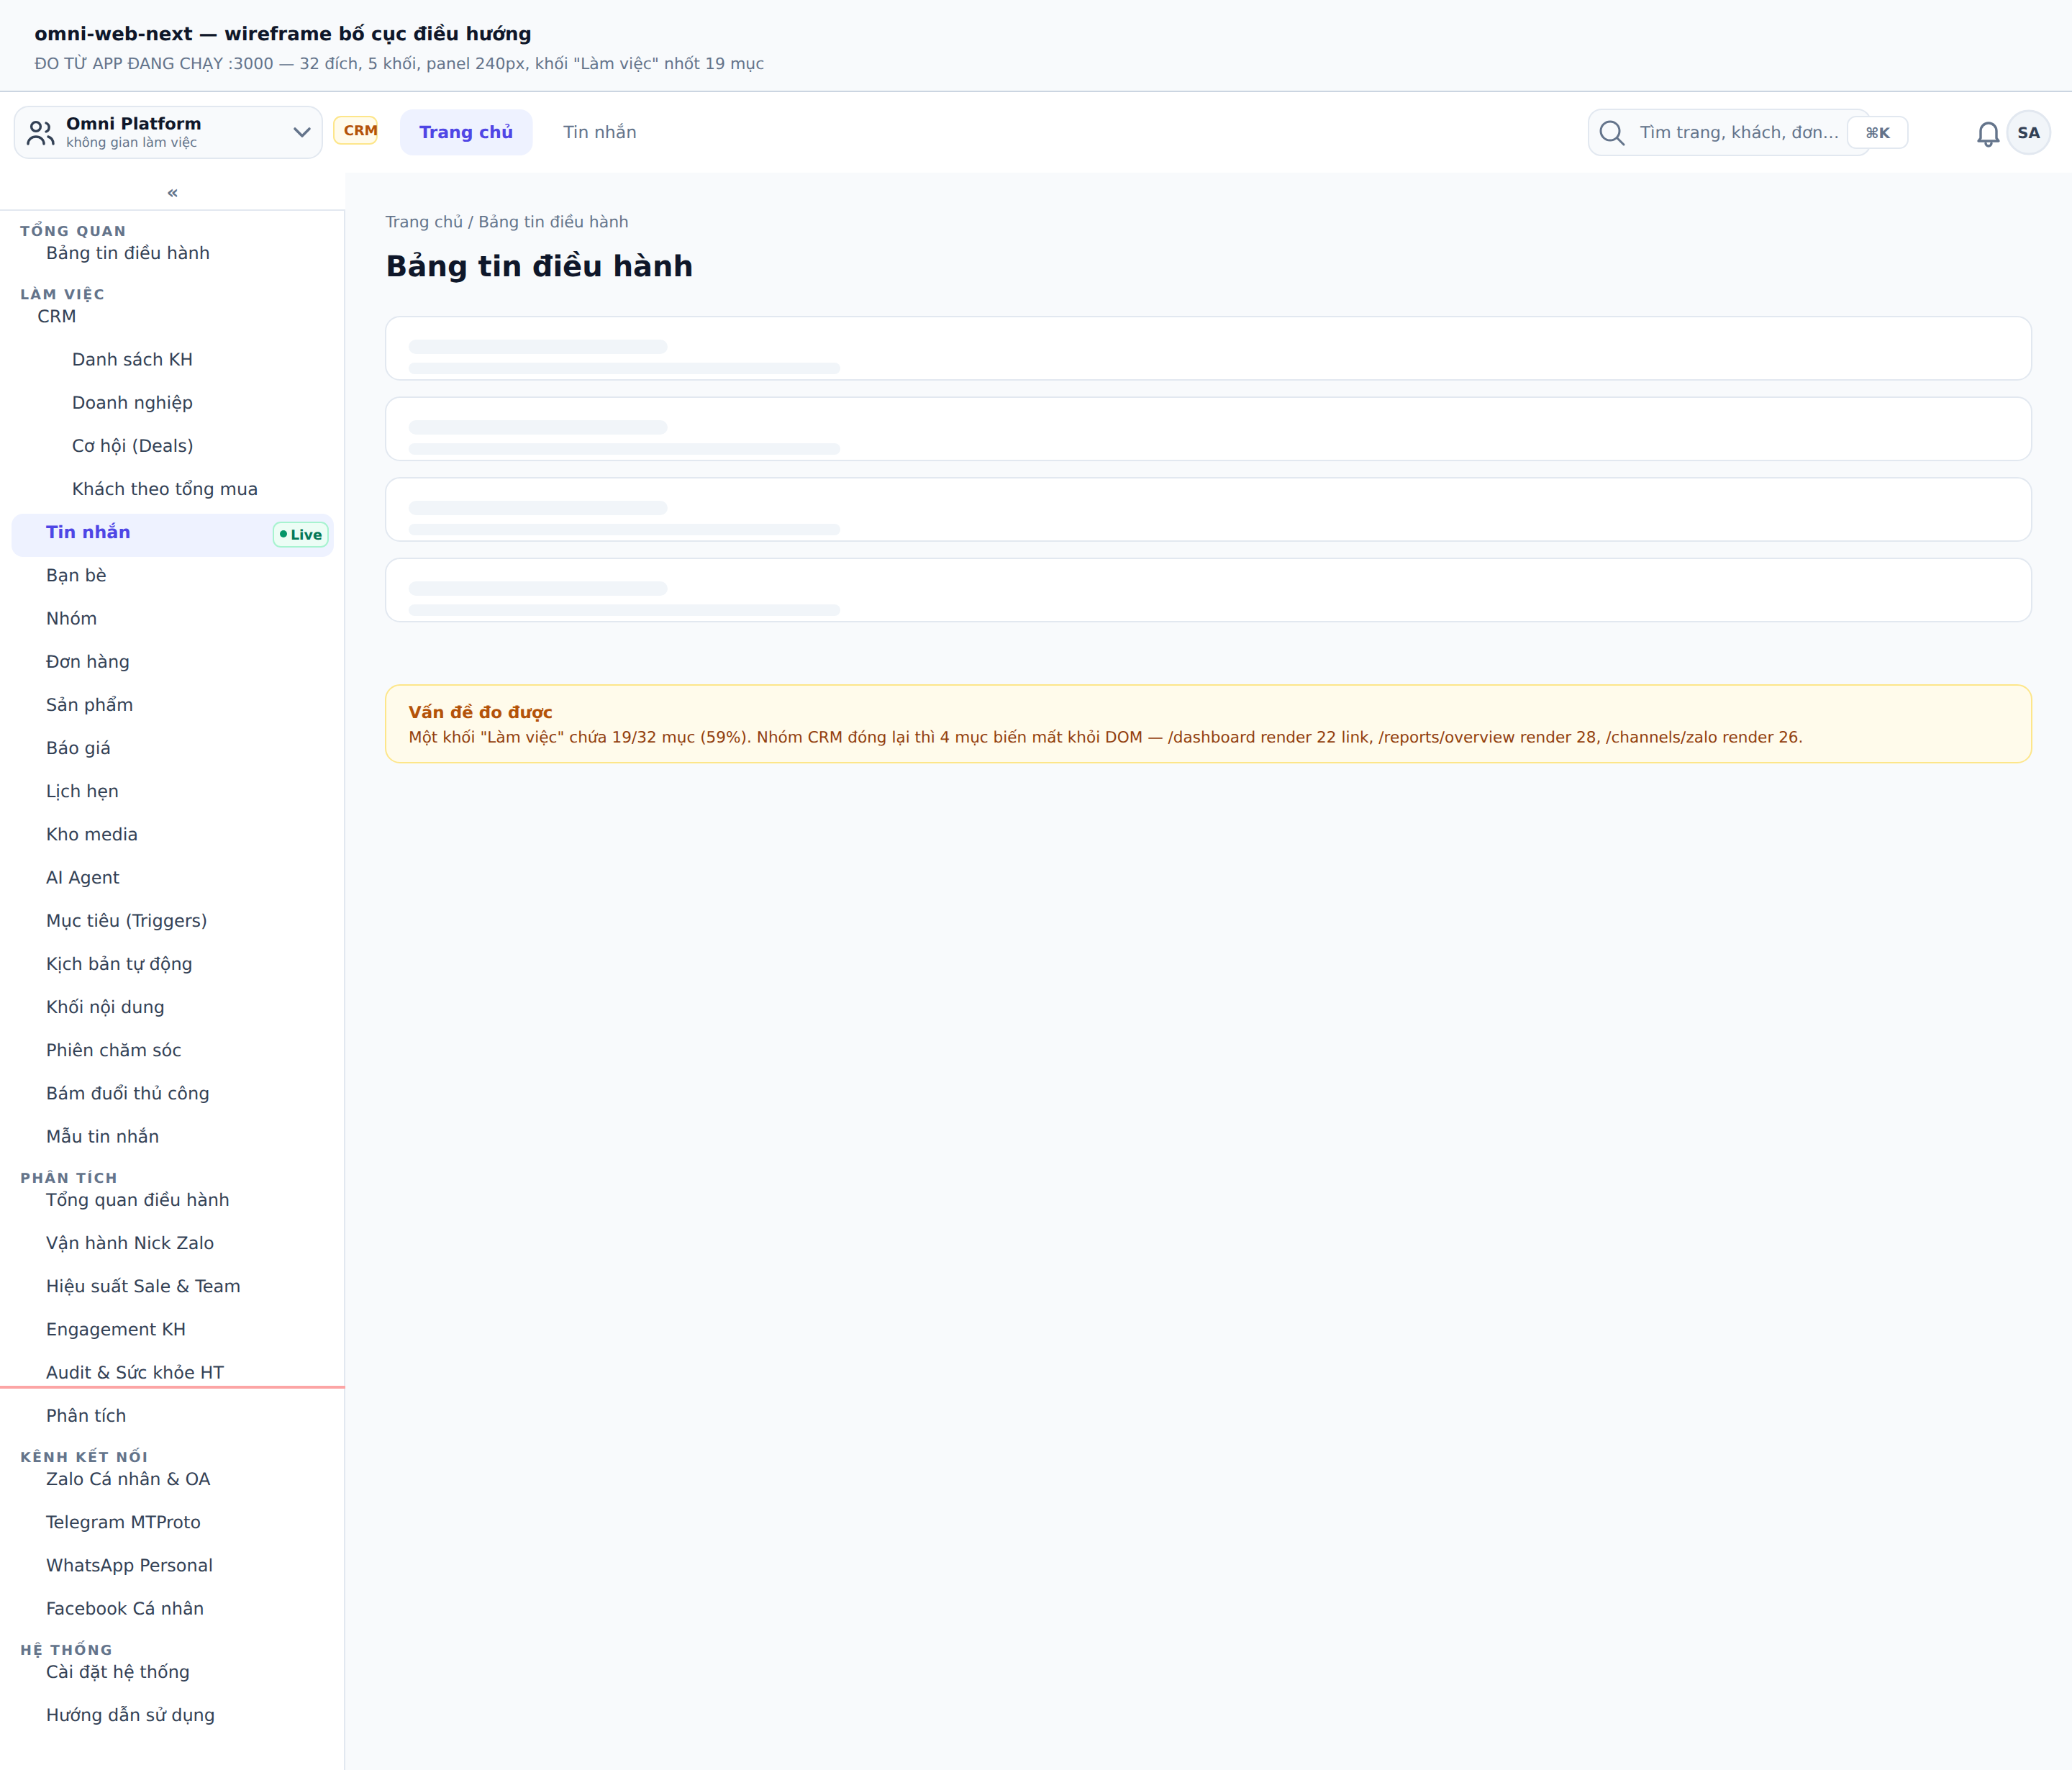 omni-web-next — wireframe bố cục điều hướng
ĐO TỪ APP ĐANG CHẠY :3000 — 32 đích, 5 khối, panel 240px, khối "Làm việc" nhốt 19 mục
Omni Platform
không gian làm việc
CRM
Trang chủ
Tin nhắn
Tìm trang, khách, đơn…
⌘K
SA
«
TỔNG QUAN
Bảng tin điều hành
LÀM VIỆC
CRM
Danh sách KH
Doanh nghiệp
Cơ hội (Deals)
Khách theo tổng mua
Tin nhắn
Live
Bạn bè
Nhóm
Đơn hàng
Sản phẩm
Báo giá
Lịch hẹn
Kho media
AI Agent
Mục tiêu (Triggers)
Kịch bản tự động
Khối nội dung
Phiên chăm sóc
Bám đuổi thủ công
Mẫu tin nhắn
PHÂN TÍCH
Tổng quan điều hành
Vận hành Nick Zalo
Hiệu suất Sale & Team
Engagement KH
Audit & Sức khỏe HT
Phân tích
KÊNH KẾT NỐI
Zalo Cá nhân & OA
Telegram MTProto
WhatsApp Personal
Facebook Cá nhân
HỆ THỐNG
Cài đặt hệ thống
Hướng dẫn sử dụng
Trang chủ / Bảng tin điều hành
Bảng tin điều hành
Vấn đề đo được
Một khối "Làm việc" chứa 19/32 mục (59%). Nhóm CRM đóng lại thì 4 mục biến mất khỏi DOM — /dashboard render 22 link, /reports/overview render 28, /channels/zalo render 26.